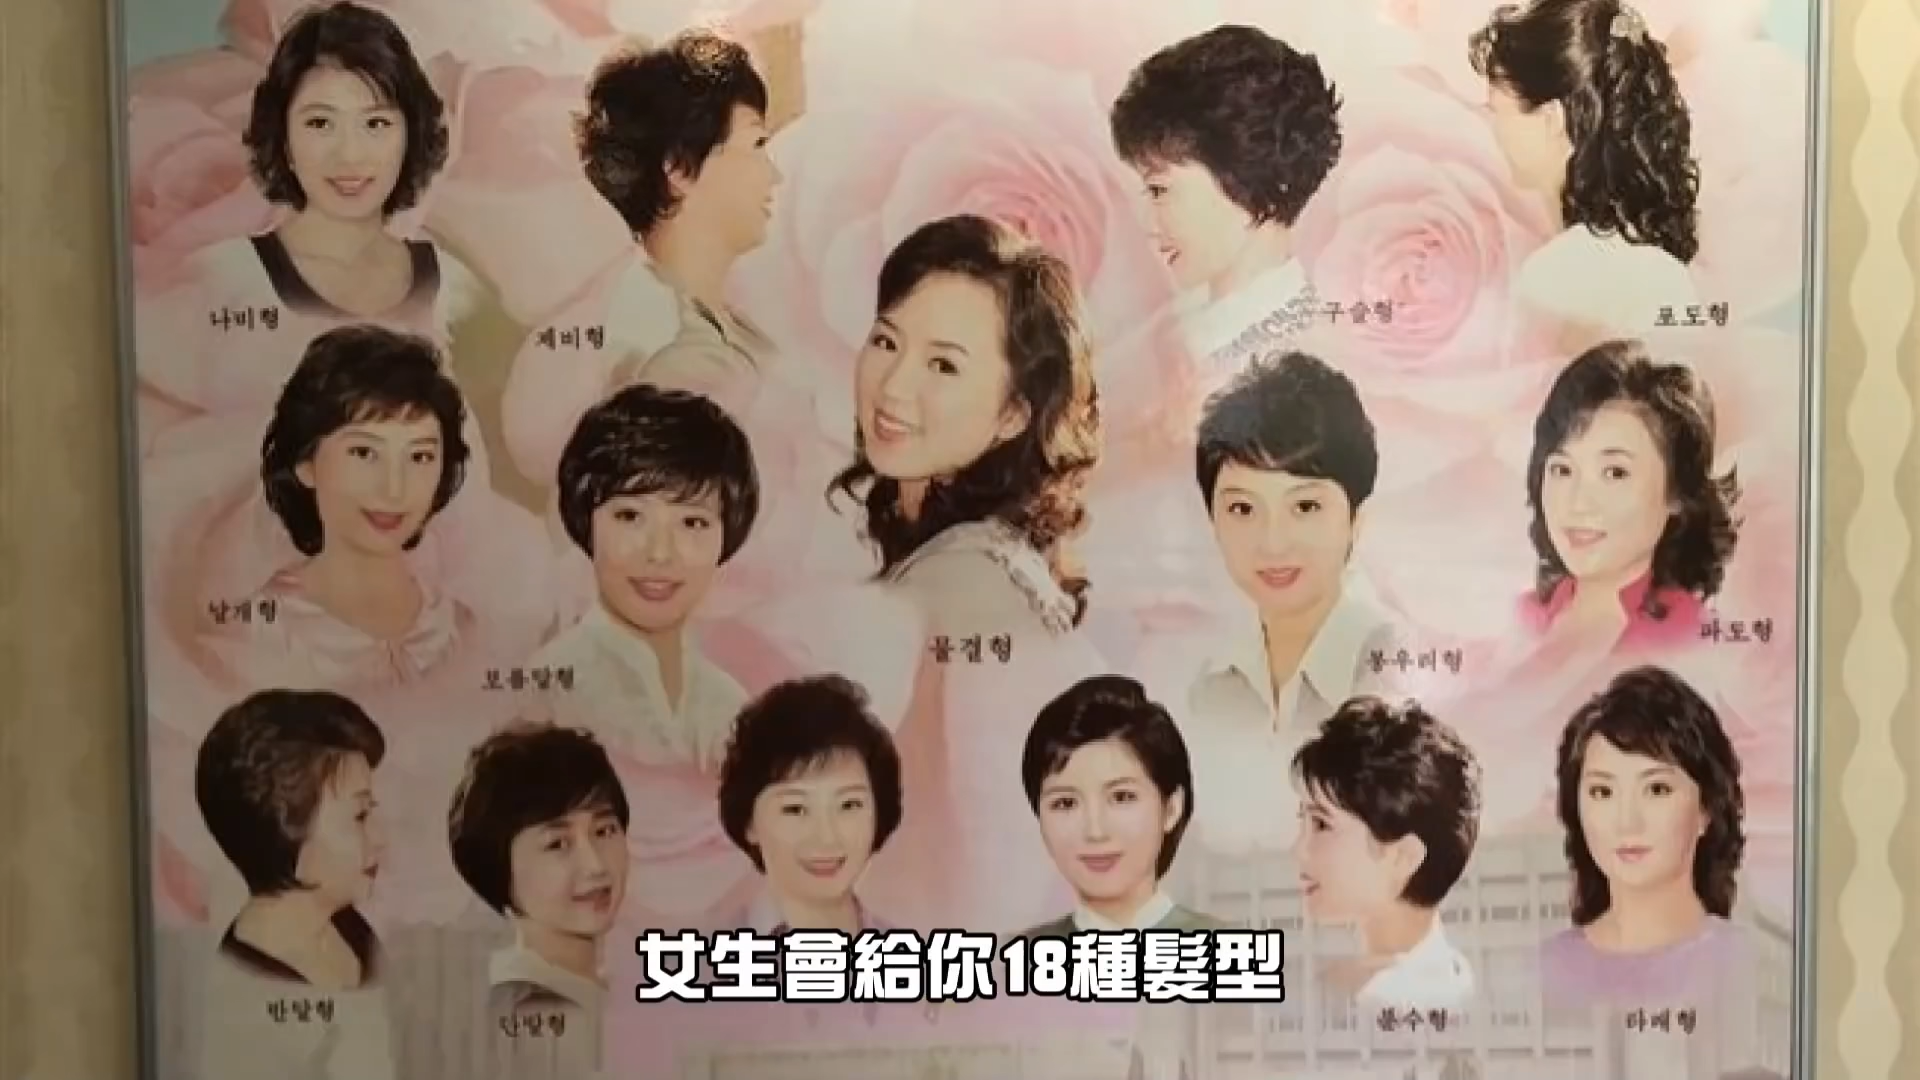 나비형
제비형
구슬형
포도형
날개형
보름달형
물결형
봉우리형
파도형
반달형
단발형
분수형
타래형
女生會給你18種髮型